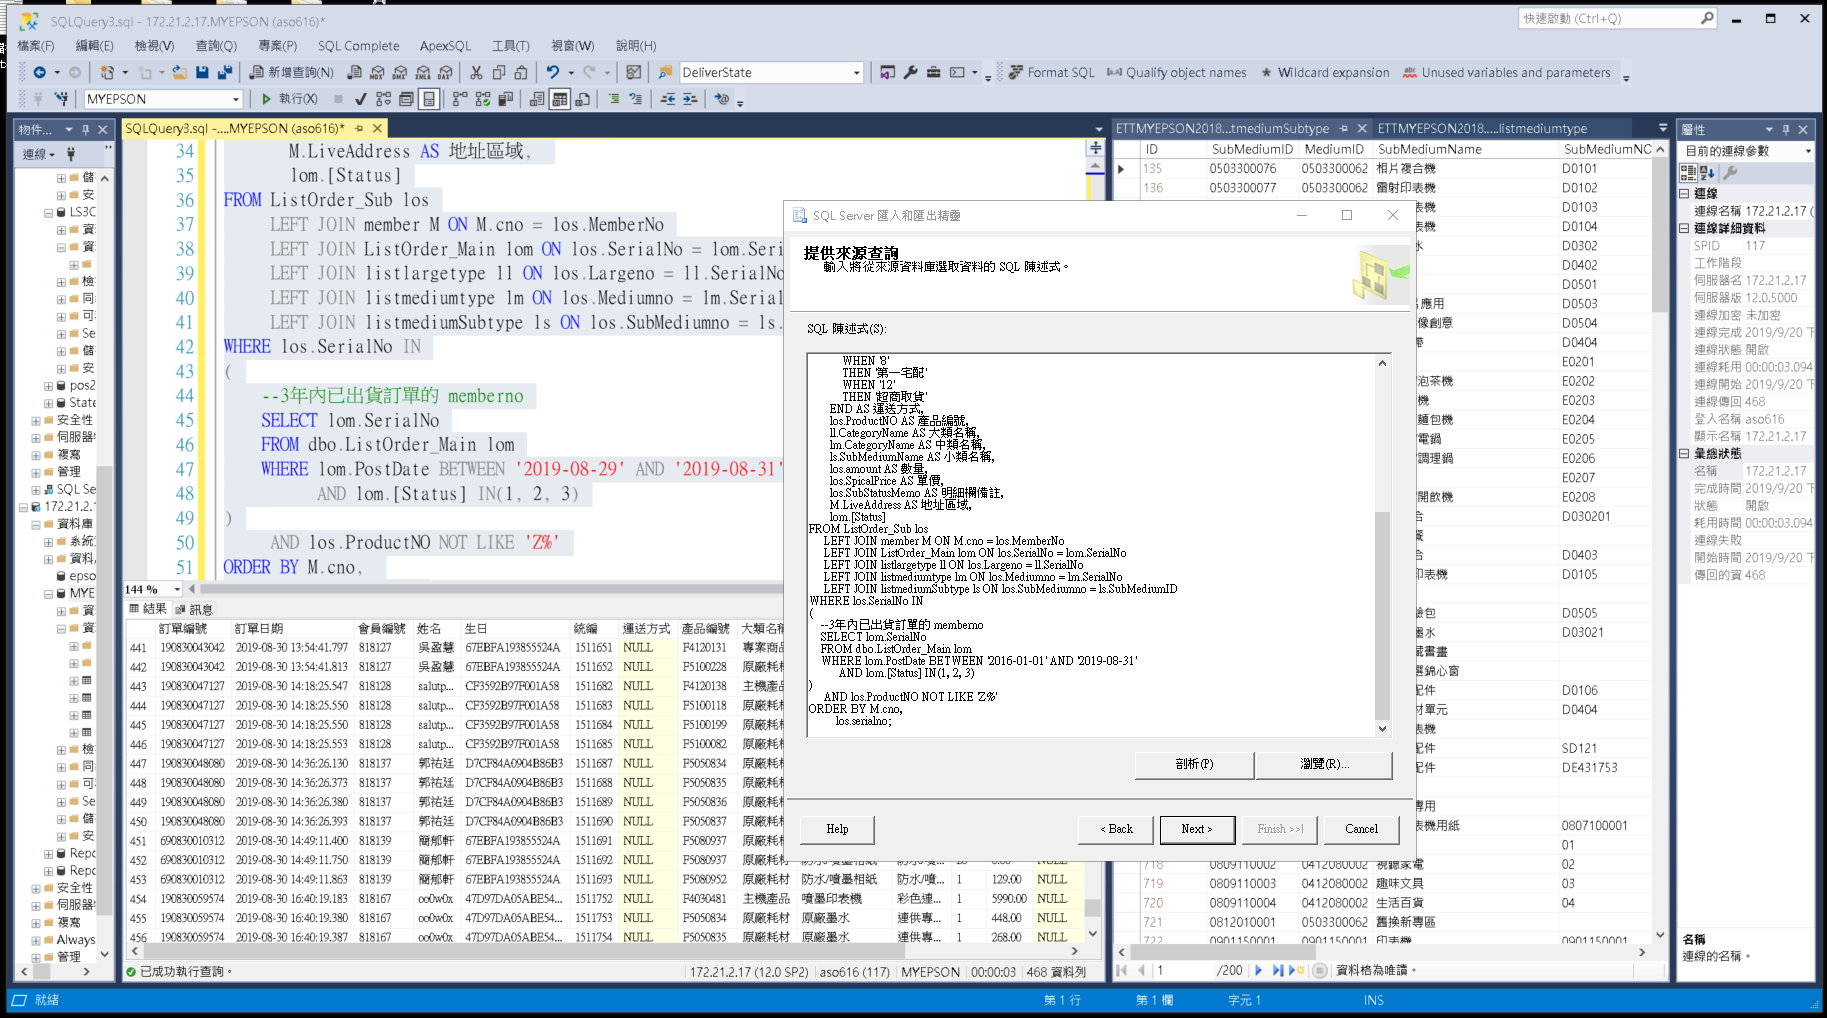 SQLQuery3.sql - 172.21.2.17.MYEPSON (aso616)*
快速啟動 (Ctrl+Q)
檔案(F) 編輯(E) 檢視(V) 查詢(Q) 專案(P) SQL Complete ApexSQL 工具(T) 視窗(W) 說明(H)
新增查詢(N) DeliverState Format SQL Qualify object names Wildcard expansion Unused variables and parameters
MYEPSON 執行(X)
物件...
連線
SQLQuery3.sql -....MYEPSON (aso616)*
34 M.LiveAddress AS 地址區域,
35 lom.[Status]
36 FROM ListOrder_Sub los
37 LEFT JOIN member M ON M.cno = los.MemberNo
38 LEFT JOIN ListOrder_Main lom ON los.SerialNo = lom.Seri
39 LEFT JOIN listlargetype ll ON los.Largeno = ll.SerialNo
40 LEFT JOIN listmediumtype lm ON los.Mediumno = lm.Serial
41 LEFT JOIN listmediumSubtype ls ON los.SubMediumno = ls.
42 WHERE los.SerialNo IN
43 (
44 --3年內已出貨訂單的 memberno
45 SELECT lom.SerialNo
46 FROM dbo.ListOrder_Main lom
47 WHERE lom.PostDate BETWEEN '2019-08-29' AND '2019-08-31'
48 AND lom.[Status] IN(1, 2, 3)
49 )
50 AND los.ProductNO NOT LIKE 'Z%'
51 ORDER BY M.cno,
144 %
結果 訊息
訂單編號 訂單日期 會員編號 姓名 生日 統編 運送方式 產品編號 大類名稱
441 190830043042 2019-08-30 13:54:41.797 818127 吳盈慧 67EBFA193855524A 1511651 NULL F4120131 專案商品
442 190830043042 2019-08-30 13:54:41.813 818127 吳盈慧 67EBFA193855524A 1511652 NULL F5100228 原廠耗材
443 190830047127 2019-08-30 14:18:25.547 818128 salutp... CF3592B97F001A58 1511682 NULL F4120138 主機產品
444 190830047127 2019-08-30 14:18:25.550 818128 salutp... CF3592B97F001A58 1511683 NULL F5100118 原廠耗材
445 190830047127 2019-08-30 14:18:25.550 818128 salutp... CF3592B97F001A58 1511684 NULL F5100199 原廠耗材
446 190830047127 2019-08-30 14:18:25.553 818128 salutp... CF3592B97F001A58 1511685 NULL F5100082 原廠耗材
447 190830048080 2019-08-30 14:36:26.130 818137 郭祐廷 D7CF84A0904B86B3 1511687 NULL F5050834 原廠耗材
448 190830048080 2019-08-30 14:36:26.373 818137 郭祐廷 D7CF84A0904B86B3 1511688 NULL F5050835 原廠耗材
449 190830048080 2019-08-30 14:36:26.380 818137 郭祐廷 D7CF84A0904B86B3 1511689 NULL F5050836 原廠耗材
450 190830048080 2019-08-30 14:36:26.393 818137 郭祐廷 D7CF84A0904B86B3 1511690 NULL F5050837 原廠耗材
451 690830010312 2019-08-30 14:49:11.400 818139 簡郁軒 67EBFA193855524A 1511691 NULL F5080937 原廠耗材
452 690830010312 2019-08-30 14:49:11.750 818139 簡郁軒 67EBFA193855524A 1511692 NULL F5080937 原廠耗材
453 690830010312 2019-08-30 14:49:11.863 818139 簡郁軒 67EBFA193855524A 1511693 NULL F5080952 原廠耗材 防水/噴墨相紙 防水/噴... 1 129.00 NULL
454 190830059574 2019-08-30 16:40:19.183 818167 oo0w0x 47D97DA05ABE54... 1511752 NULL F4030481 主機產品 噴墨印表機 彩色連... 1 5990.00 NULL
455 190830059574 2019-08-30 16:40:19.380 818167 oo0w0x 47D97DA05ABE54... 1511753 NULL F5050834 原廠耗材 原廠墨水 連供專... 1 448.00 NULL
456 190830059574 2019-08-30 16:40:19.387 818167 oo0w0x 47D97DA05ABE54... 1511754 NULL F5050835 原廠耗材 原廠墨水 連供專... 1 268.00 NULL
已成功執行查詢。 172.21.2.17 (12.0 SP2) aso616 (117) MYEPSON 00:00:03 468 資料列
LS3C
pos2
State
安全性
伺服器
複寫
管理
SQL Se
172.21.2.1
資料庫
系統
資料
epso
MYE
Repo
Repo
安全性
伺服器
複寫
Always
管理
SQL Server 匯入和匯出精靈
提供來源查詢
輸入將從來源資料庫選取資料的 SQL 陳述式。
SQL 陳述式(S):
WHEN '8'
THEN '第一宅配'
WHEN '12'
THEN '超商取貨'
END AS 運送方式,
los.ProductNO AS 產品編號,
ll.CategoryName AS 大類名稱,
lm.CategoryName AS 中類名稱,
ls.SubMediumName AS 小類名稱,
los.amount AS 數量,
los.SpicalPrice AS 單價,
los.SubStatusMemo AS 明細欄備註,
M.LiveAddress AS 地址區域,
lom.[Status]
FROM ListOrder_Sub los
LEFT JOIN member M ON M.cno = los.MemberNo
LEFT JOIN ListOrder_Main lom ON los.SerialNo = lom.SerialNo
LEFT JOIN listlargetype ll ON los.Largeno = ll.SerialNo
LEFT JOIN listmediumtype lm ON los.Mediumno = lm.SerialNo
LEFT JOIN listmediumSubtype ls ON los.SubMediumno = ls.SubMediumID
WHERE los.SerialNo IN
(
--3年內已出貨訂單的 memberno
SELECT lom.SerialNo
FROM dbo.ListOrder_Main lom
WHERE lom.PostDate BETWEEN '2016-01-01' AND '2019-08-31'
AND lom.[Status] IN(1, 2, 3)
)
AND los.ProductNO NOT LIKE 'Z%'
ORDER BY M.cno,
los.serialno;
剖析(P) 瀏覽(R)...
Help < Back Next > Finish >>| Cancel
ETTMYEPSON2018...tmediumSubtype ETTMYEPSON2018.....listmediumtype
ID SubMediumID MediumID SubMediumName SubMediumNC
135 0503300076 0503300062 相片複合機 D0101
136 0503300077 0503300062 雷射印表機 D0102
表機 D0103
表機 D0104
水 D0302
D0402
D0501
應用 D0503
像創意 D0504
D0404
E0201
泡茶機 E0202
機 E0203
麵包機 E0204
電鍋 E0205
調理鍋 E0206
E0207
開飲機 E0208
合 D030201
合 D0403
印表機 D0105
包 D0505
墨水 D03021
藏書畫
選錦心窗
配件 D0106
材單元 D0404
表機
配件 SD121
配件 DE431753
專用
表機用紙 0807100001
01
718 0809110002 0412080002 視聽家電 02
719 0809110003 0412080002 趣味文具 03
720 0809110004 0412080002 生活百貨 04
721 0812010001 0503300062 舊換新專區
722 0901150001 0901150001 印表機 0901150001
1 /200 資料格為唯讀。
屬性
目前的連線參數
連線
連線名稱 172.21.2.17 (
連線詳細資料
SPID 117
工作階段
伺服器名 172.21.2.17
伺服器版 12.0.5000
連線加密 未加密
連線完成 2019/9/20 下
連線狀態 開啟
連線耗用 00:00:03.094
連線開始 2019/9/20 下
連線傳回 468
登入名稱 aso616
顯示名稱 172.21.2.17
彙總狀態
名稱 172.21.2.17
完成時間 2019/9/20 下
狀態 開啟
耗用時間 00:00:03.094
連線失敗
開始時間 2019/9/20 下
傳回的資 468
名稱
連線的名稱。
就緒 第 1 行 第 1 欄 字元 1 INS